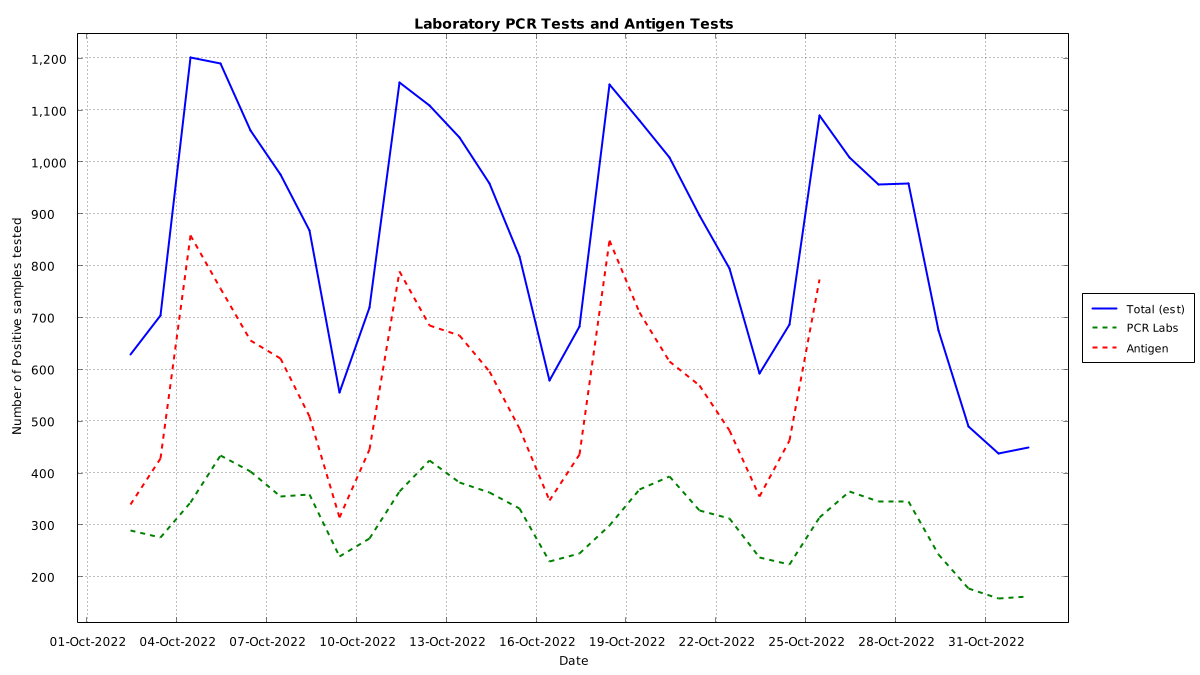 Laboratory PCR Tests and Antigen Tests
1,200
1,100
1,000
900
800
700
600
500
400
300
200
Number of Positive samples tested
01-Oct-2022 04-Oct-2022 07-Oct-2022 10-Oct-2022 13-Oct-2022 16-Oct-2022 19-Oct-2022 22-Oct-2022 25-Oct-2022 28-Oct-2022 31-Oct-2022
Date
Total (est)
PCR Labs
Antigen